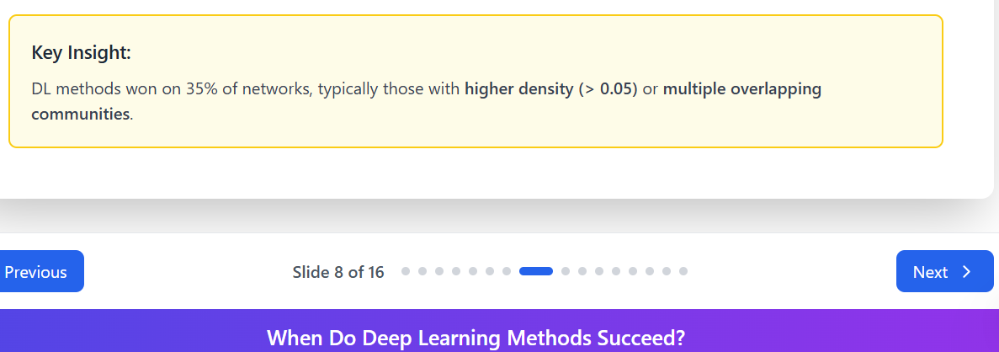 Key Insight:
DL methods won on 35% of networks, typically those with higher density (> 0.05) or multiple overlapping
communities.
Previous
Slide 8 of 16
Next
When Do Deep Learning Methods Succeed?